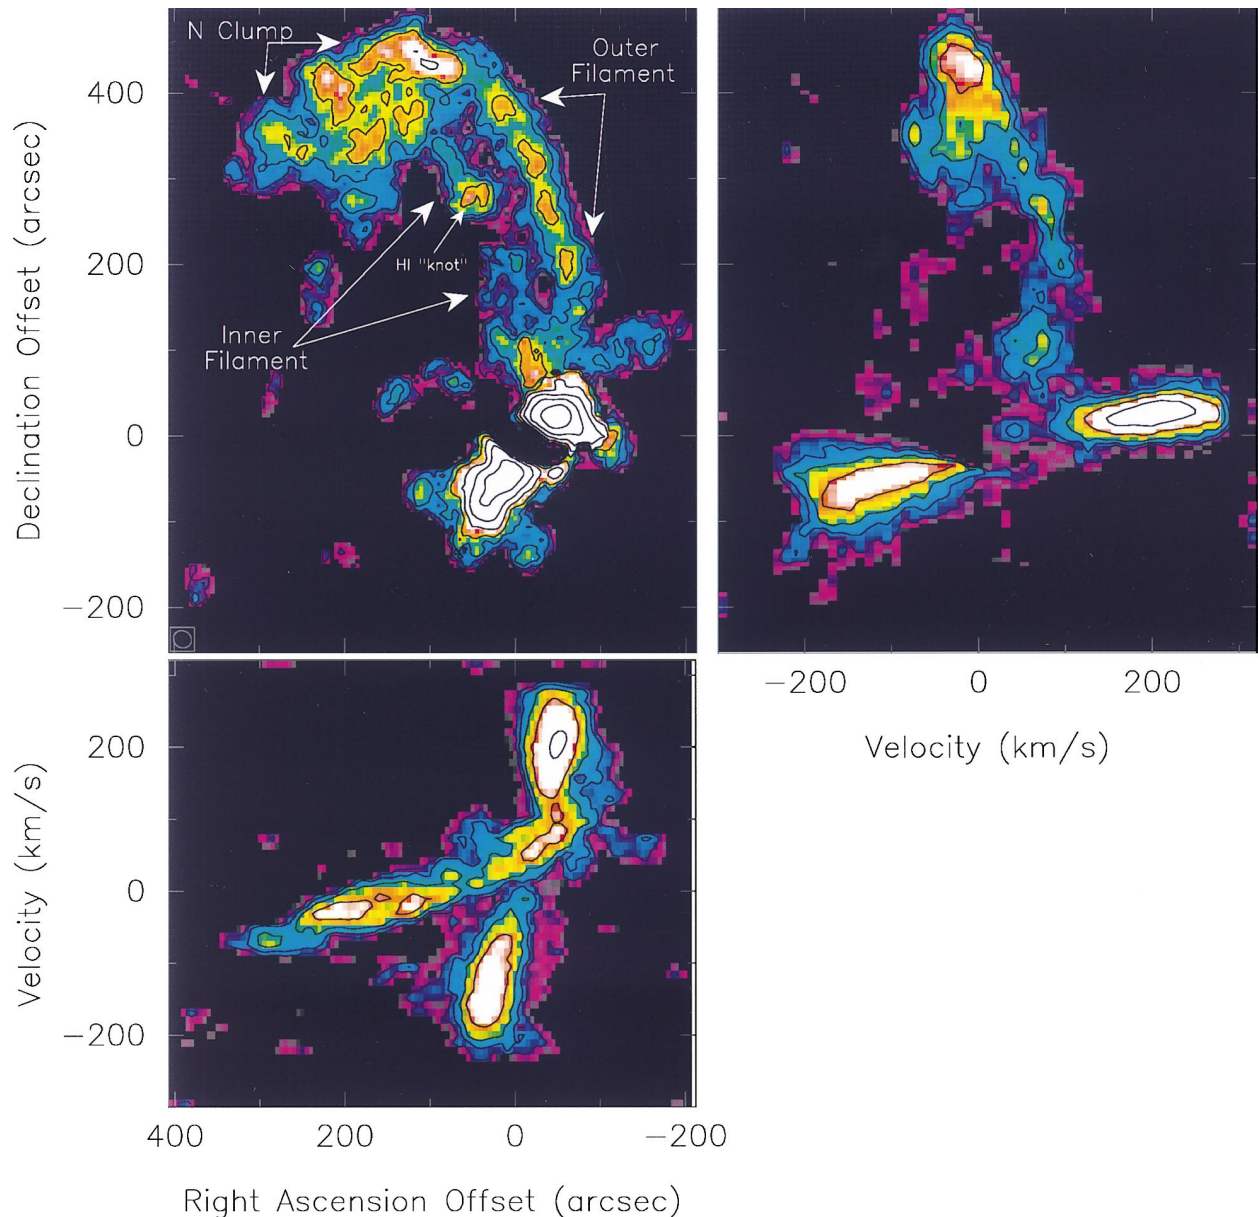 N Clump
Outer
Filament
400
HI "knot"
200
Inner
Filament
0
−200
Declination Offset (arcsec)
−200
0
200
Velocity (km/s)
200
0
−200
Velocity (km/s)
400
200
0
−200
Right Ascension Offset (arcsec)